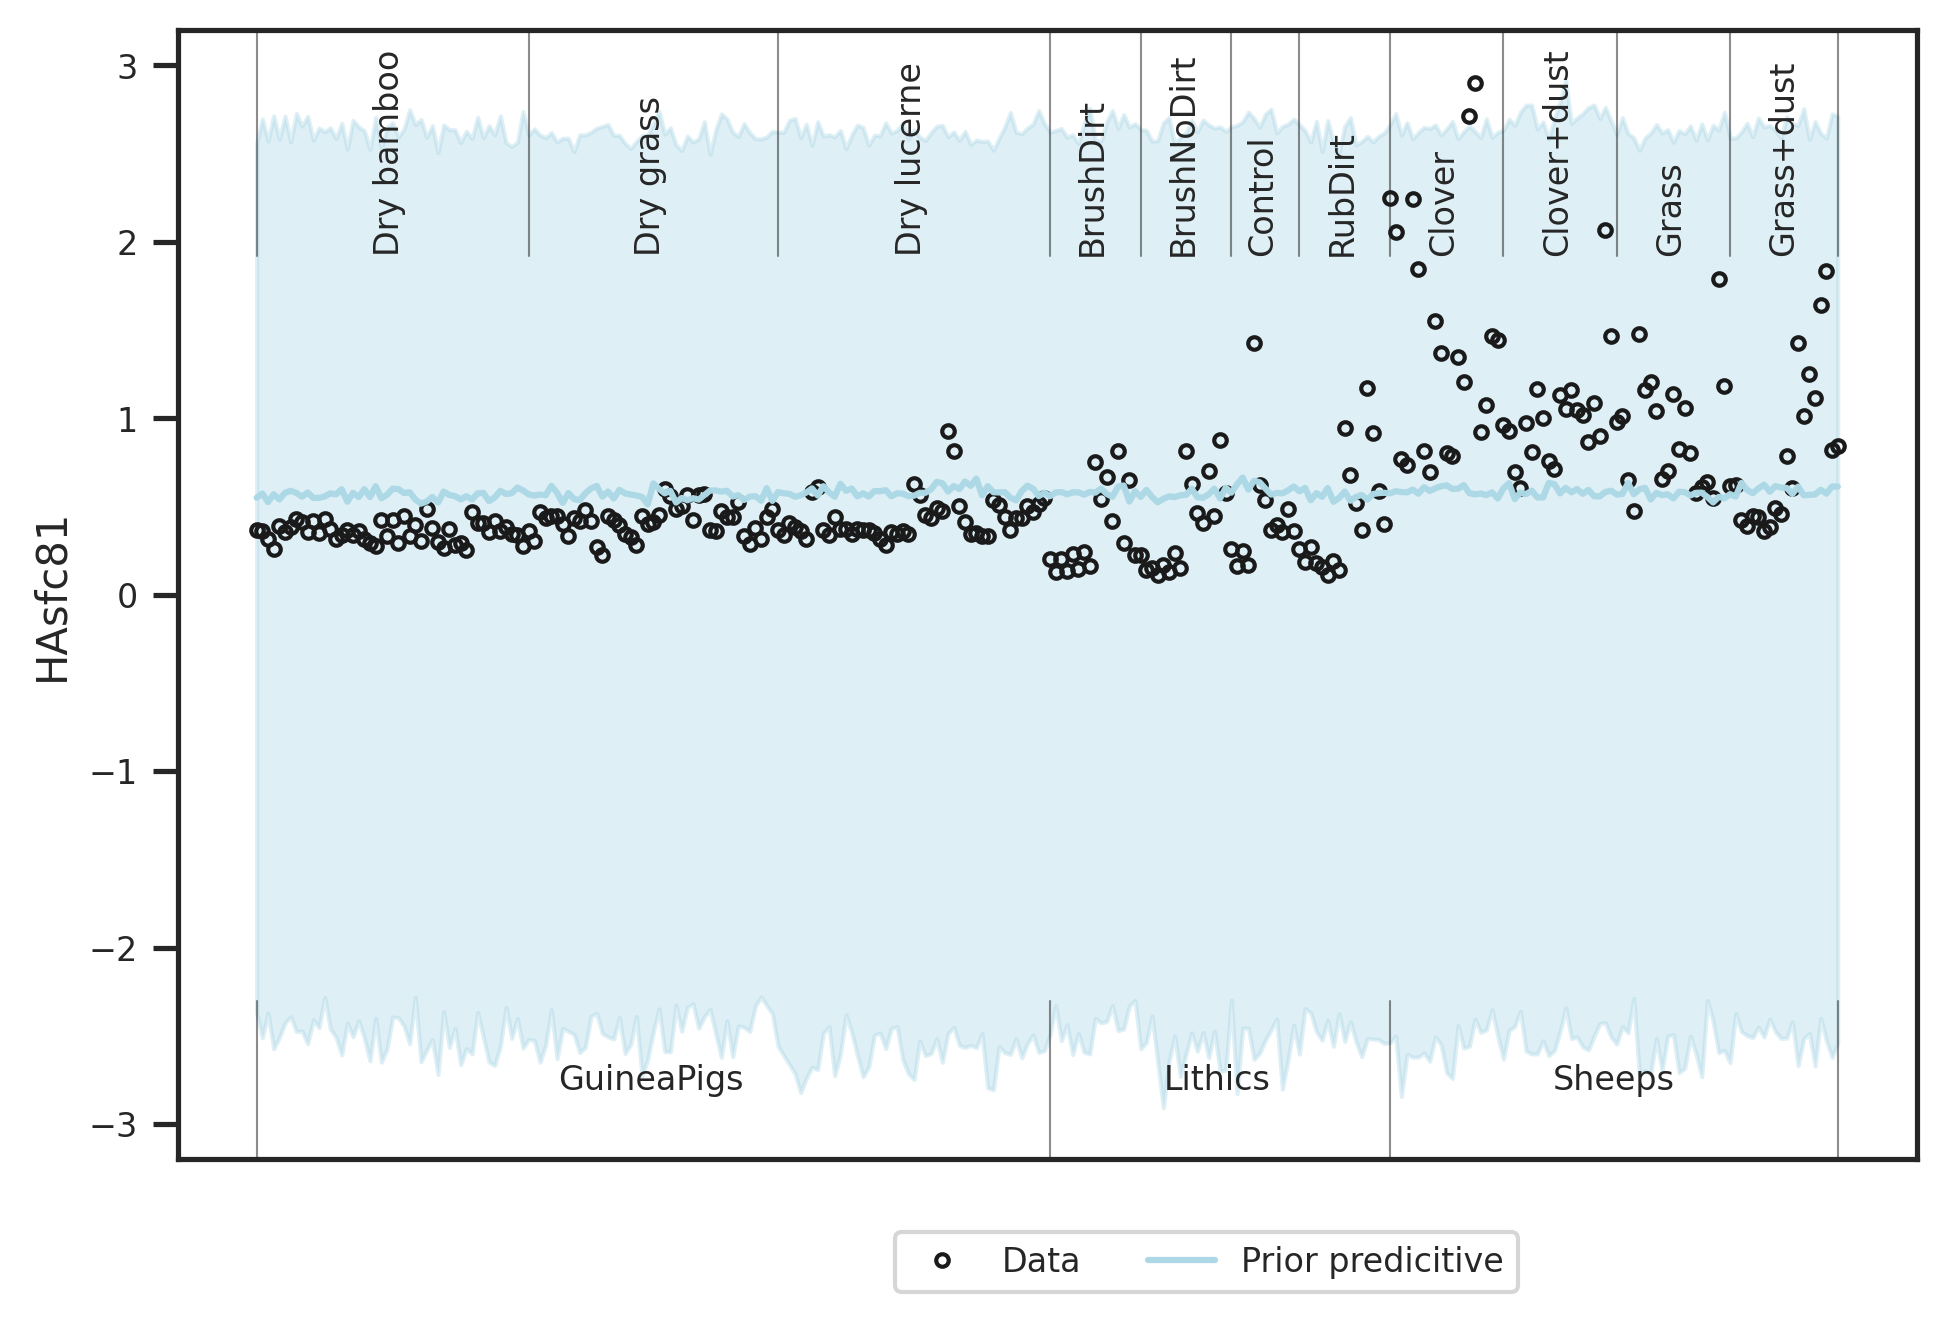 3
2
1
0
−1
−2
−3
HAsfc81
Dry bamboo
Dry grass
Dry lucerne
BrushDirt
BrushNoDirt
Control
RubDirt
Clover
Clover+dust
Grass
Grass+dust
GuineaPigs
Lithics
Sheeps
Data
Prior predicitive